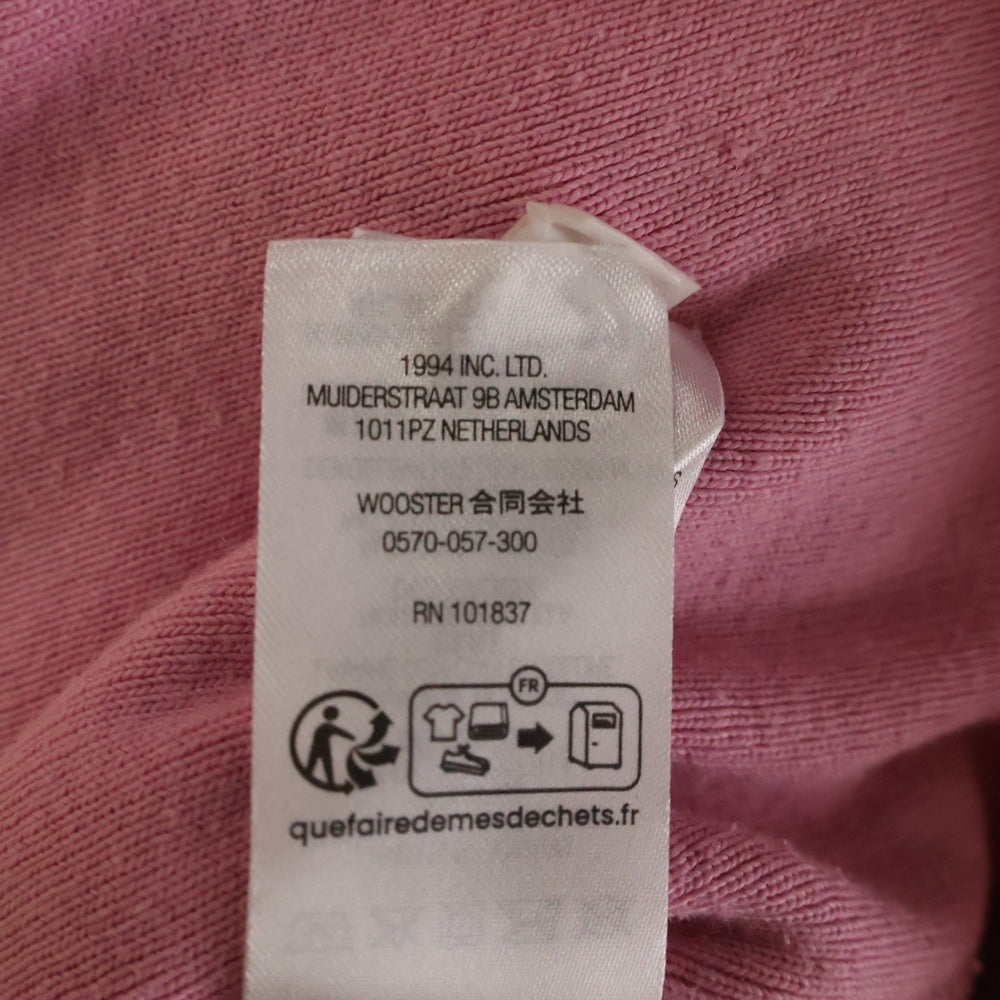 1994 INC. LTD.
MUIDERSTRAAT 9B AMSTERDAM
1011PZ NETHERLANDS
WOOSTER 合同会社
0570-057-300
RN 101837
FR
quefairedemesdechets.fr